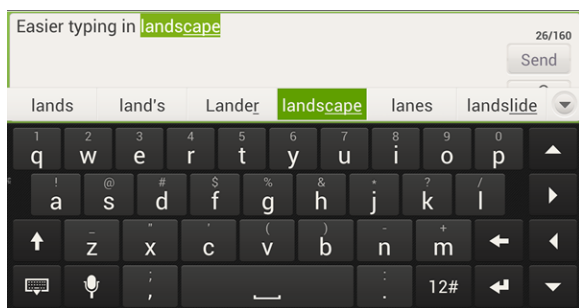 Easier typing in landscape
26/160
Send
lands land's Lander landscape lanes landslide
1 2 3 4 5 6 7 8 9 0
q w e r t y u i o p
! @ # $ % & * ? /
a s d f g h j k l
_ " ' ( ) - +
z x c v b n m
; :
, . 12#